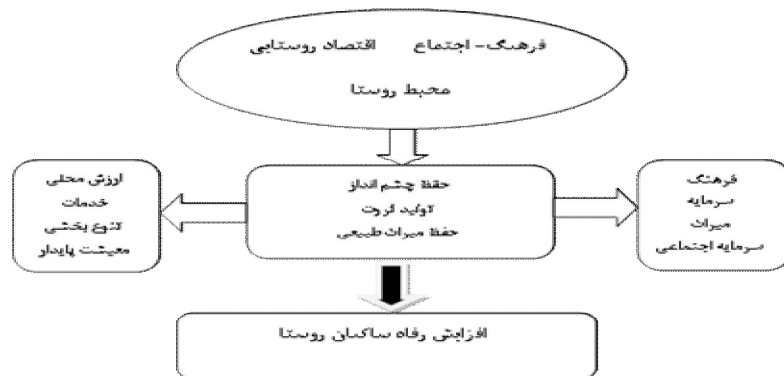 فرهنگ- اجتماع اقتصاد روستایی
محیط روستا
فرهنگ
سرمایه
میراث
سرمایه اجتماعی
حفظ چشم انداز
تولید ثروت
حفظ میراث طبیعی
ارزش محلی
خدمات
تنوع بخشی
معیشت پایدار
افزایش رفاه ساکنان روستا